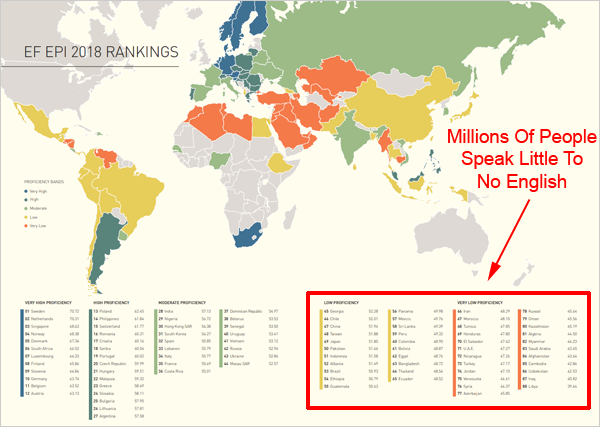 EF EPI 2018 RANKINGS
Millions Of People
Speak Little To
No English
PROFICIENCY BANDS
Very High
High
Moderate
Low
Very Low
VERY HIGH PROFICIENCY
01 Sweden 70.72
02 Netherlands 70.31
03 Singapore 68.63
04 Norway 68.38
05 Denmark 67.34
06 South Africa 66.52
07 Luxembourg 66.33
08 Finland 65.86
09 Slovenia 64.84
10 Germany 63.74
11 Belgium 63.52
12 Austria 63.13
HIGH PROFICIENCY
13 Poland 62.45
14 Philippines 61.84
15 Switzerland 61.77
16 Romania 60.31
17 Croatia 60.16
18 Serbia 60.04
19 Portugal 60.02
20 Czech Republic 59.99
21 Hungary 59.51
22 Malaysia 59.32
23 Greece 58.49
24 Slovakia 58.11
25 Bulgaria 57.95
26 Lithuania 57.81
27 Argentina 57.58
MODERATE PROFICIENCY
28 India 57.13
29 Nigeria 56.72
30 Hong Kong SAR 56.38
31 South Korea 56.27
32 Spain 55.85
33 Lebanon 55.79
34 Italy 55.77
35 France 55.49
36 Costa Rica 55.01
37 Dominican Republic 54.97
38 Belarus 53.53
39 Senegal 53.50
40 Uruguay 53.41
41 Vietnam 53.12
42 Russia 52.96
43 Ukraine 52.86
44 Macau SAR 52.57
LOW PROFICIENCY
45 Georgia 52.28
46 Chile 52.01
47 China 51.94
48 Taiwan 51.88
49 Japan 51.80
50 Pakistan 51.66
51 Indonesia 51.58
52 Albania 51.49
53 Brazil 50.93
54 Ethiopia 50.79
55 Guatemala 50.63
56 Panama 49.98
57 Mexico 49.76
58 Sri Lanka 49.39
59 Peru 49.32
60 Colombia 48.90
61 Bolivia 48.87
62 Egypt 48.76
63 Bangladesh 48.72
64 Thailand 48.54
65 Ecuador 48.52
VERY LOW PROFICIENCY
66 Iran 48.29
67 Morocco 48.10
68 Tunisia 47.85
69 Honduras 47.80
70 El Salvador 47.42
71 U.A.E. 47.27
72 Nicaragua 47.26
73 Turkey 47.17
74 Jordan 47.10
75 Venezuela 46.61
76 Syria 46.37
77 Azerbaijan 45.85
78 Kuwait 45.64
79 Oman 45.56
80 Kazakhstan 45.19
81 Algeria 44.50
82 Myanmar 44.23
83 Saudi Arabia 43.65
84 Afghanistan 43.64
85 Cambodia 42.86
86 Uzbekistan 42.53
87 Iraq 40.82
88 Libya 39.64